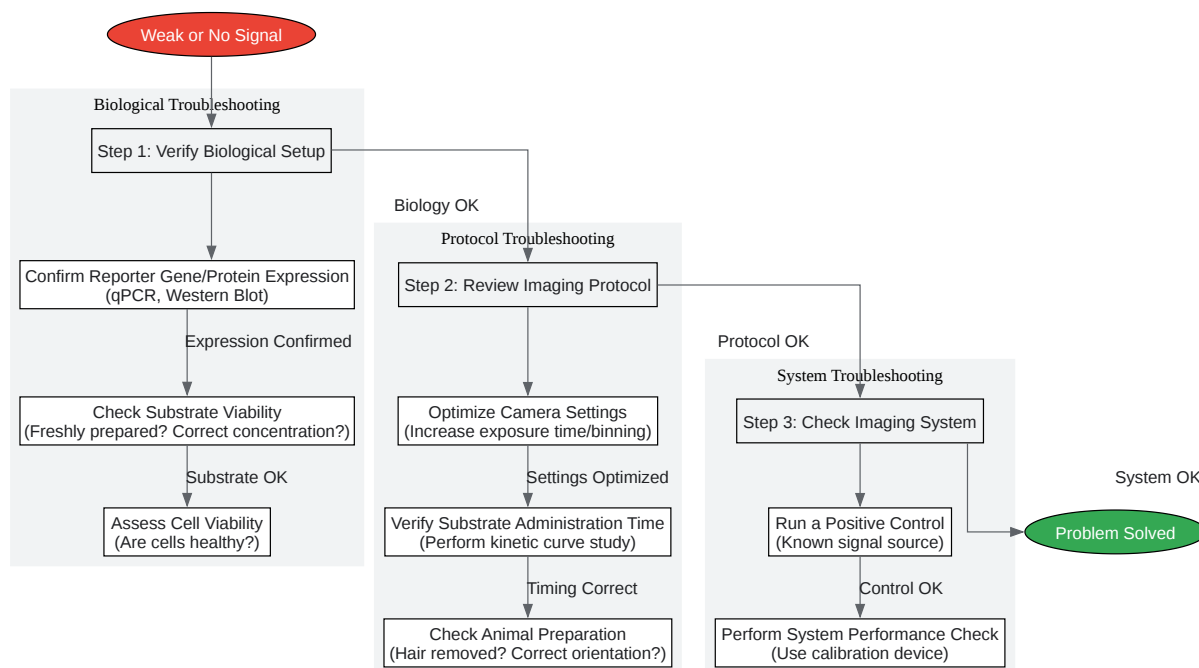 Weak or No Signal
Biological Troubleshooting
Step 1: Verify Biological Setup
Confirm Reporter Gene/Protein Expression
(qPCR, Western Blot)
Expression Confirmed
Check Substrate Viability
(Freshly prepared? Correct concentration?)
Substrate OK
Assess Cell Viability
(Are cells healthy?)
Biology OK
Protocol Troubleshooting
Step 2: Review Imaging Protocol
Optimize Camera Settings
(Increase exposure time/binning)
Settings Optimized
Verify Substrate Administration Time
(Perform kinetic curve study)
Timing Correct
Check Animal Preparation
(Hair removed? Correct orientation?)
Protocol OK
System Troubleshooting
Step 3: Check Imaging System
Run a Positive Control
(Known signal source)
Control OK
Perform System Performance Check
(Use calibration device)
System OK
Problem Solved